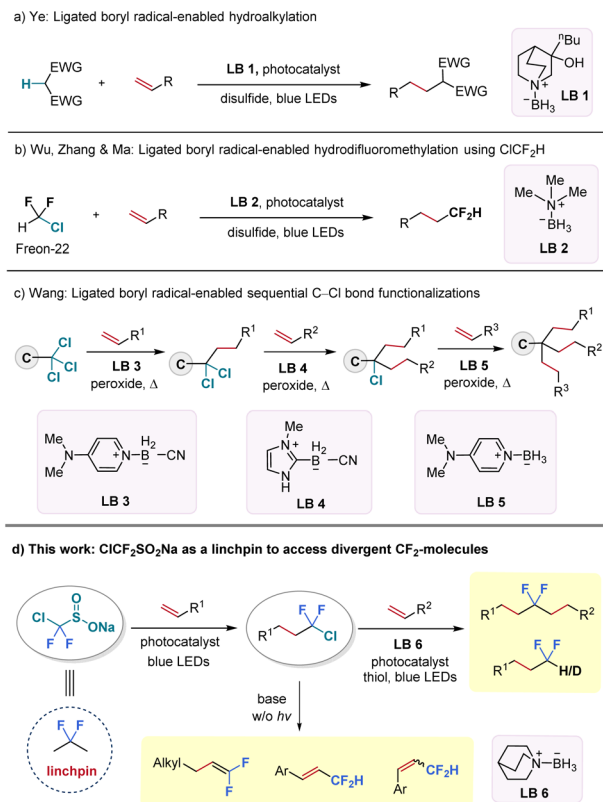 a) Ye: Ligated boryl radical-enabled hydroalkylation
H
EWG
EWG
+
R
LB 1, photocatalyst
disulfide, blue LEDs
EWG
R
EWG
nBu
OH
N
+
−
BH3
LB 1
b) Wu, Zhang & Ma: Ligated boryl radical-enabled hydrodifluoromethylation using ClCF2H
F
F
H
Cl
Freon-22
+
R
LB 2, photocatalyst
disulfide, blue LEDs
R
CF2H
Me
Me
Me
N
+
−
BH3
LB 2
c) Wang: Ligated boryl radical-enabled sequential C–Cl bond functionalizations
C
Cl
Cl
Cl
R1
LB 3
peroxide, Δ
R1
C
Cl
Cl
R2
LB 4
peroxide, Δ
R1
C
R2
Cl
R3
LB 5
peroxide, Δ
R1
C
R2
R3
Me
N
Me
N
+
H2
B
−
CN
LB 3
Me
N
+
N
H
H2
B
−
CN
LB 4
Me
N
Me
N
+
BH3
−
LB 5
d) This work: ClCF2SO2Na as a linchpin to access divergent CF2-molecules
O
Cl
S
ONa
F
F
R1
photocatalyst
blue LEDs
F
F
R1
Cl
R2
LB 6
photocatalyst
thiol, blue LEDs
F
F
R1
R2
F
F
R1
H/D
F
F
linchpin
base
w/o hv
Alkyl
F
F
Ar
CF2H
CF2H
Ar
N
+
−
BH3
LB 6